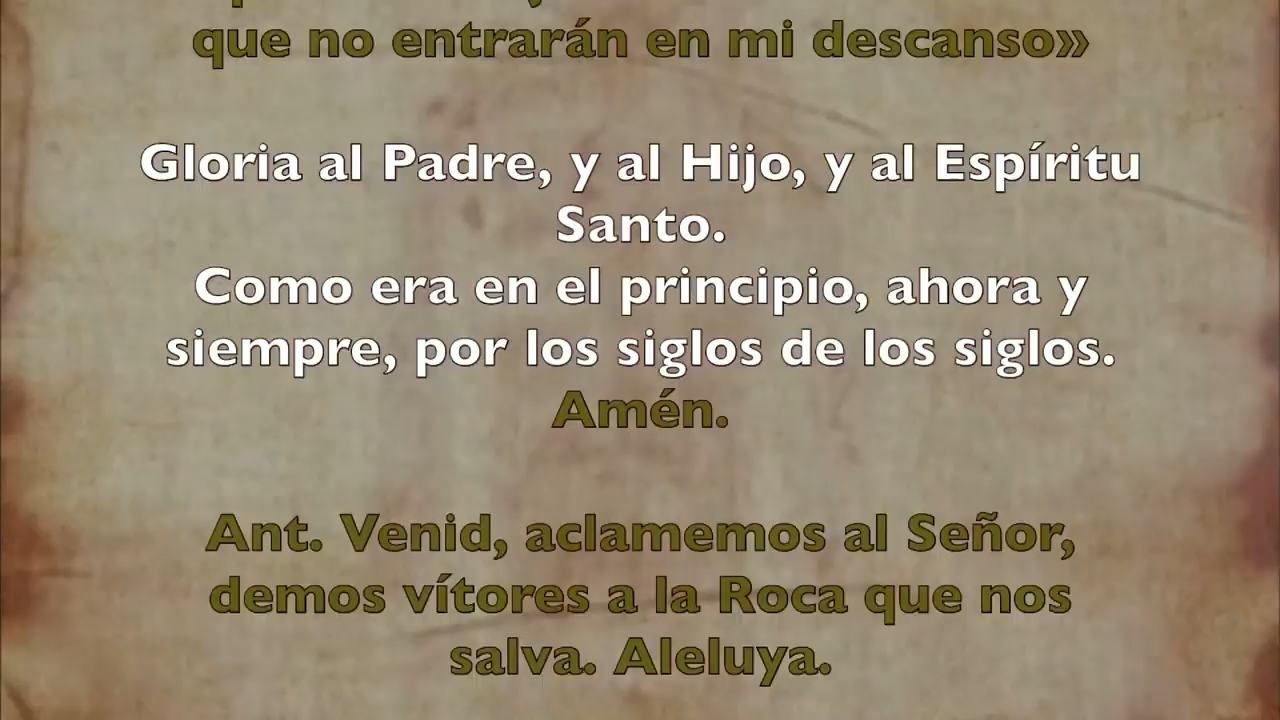 que no entrarán en mi descanso»
Gloria al Padre, y al Hijo, y al Espíritu
Santo.
Como era en el principio, ahora y
siempre, por los siglos de los siglos.
Amén.
Ant. Venid, aclamemos al Señor,
demos vítores a la Roca que nos
salva. Aleluya.